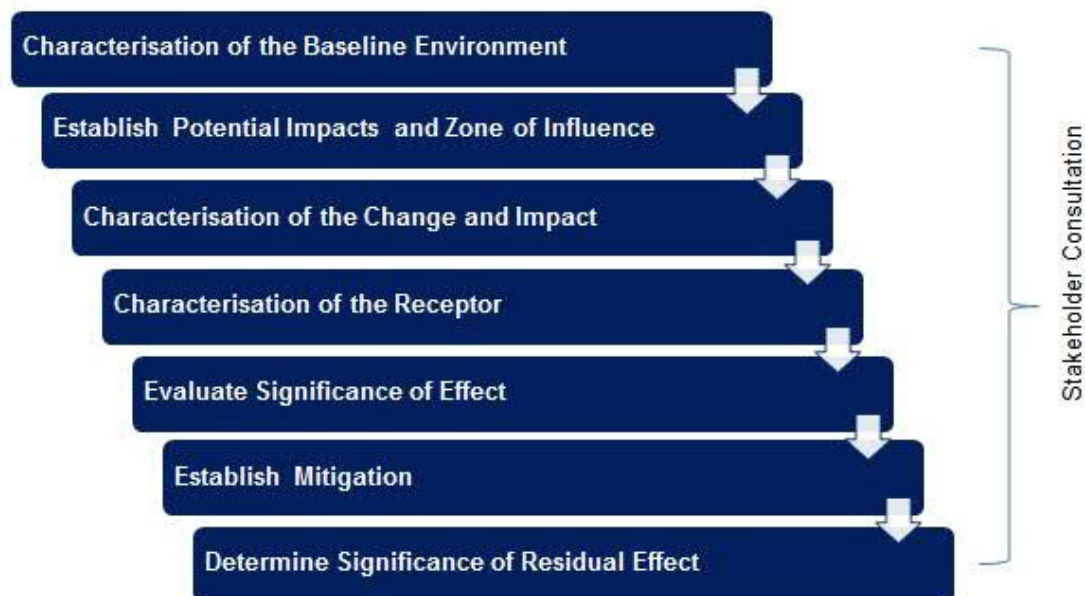 Characterisation of the Baseline Environment
Establish Potential Impacts and Zone of Influence
Characterisation of the Change and Impact
Characterisation of the Receptor
Evaluate Significance of Effect
Establish Mitigation
Determine Significance of Residual Effect
Stakeholder Consultation